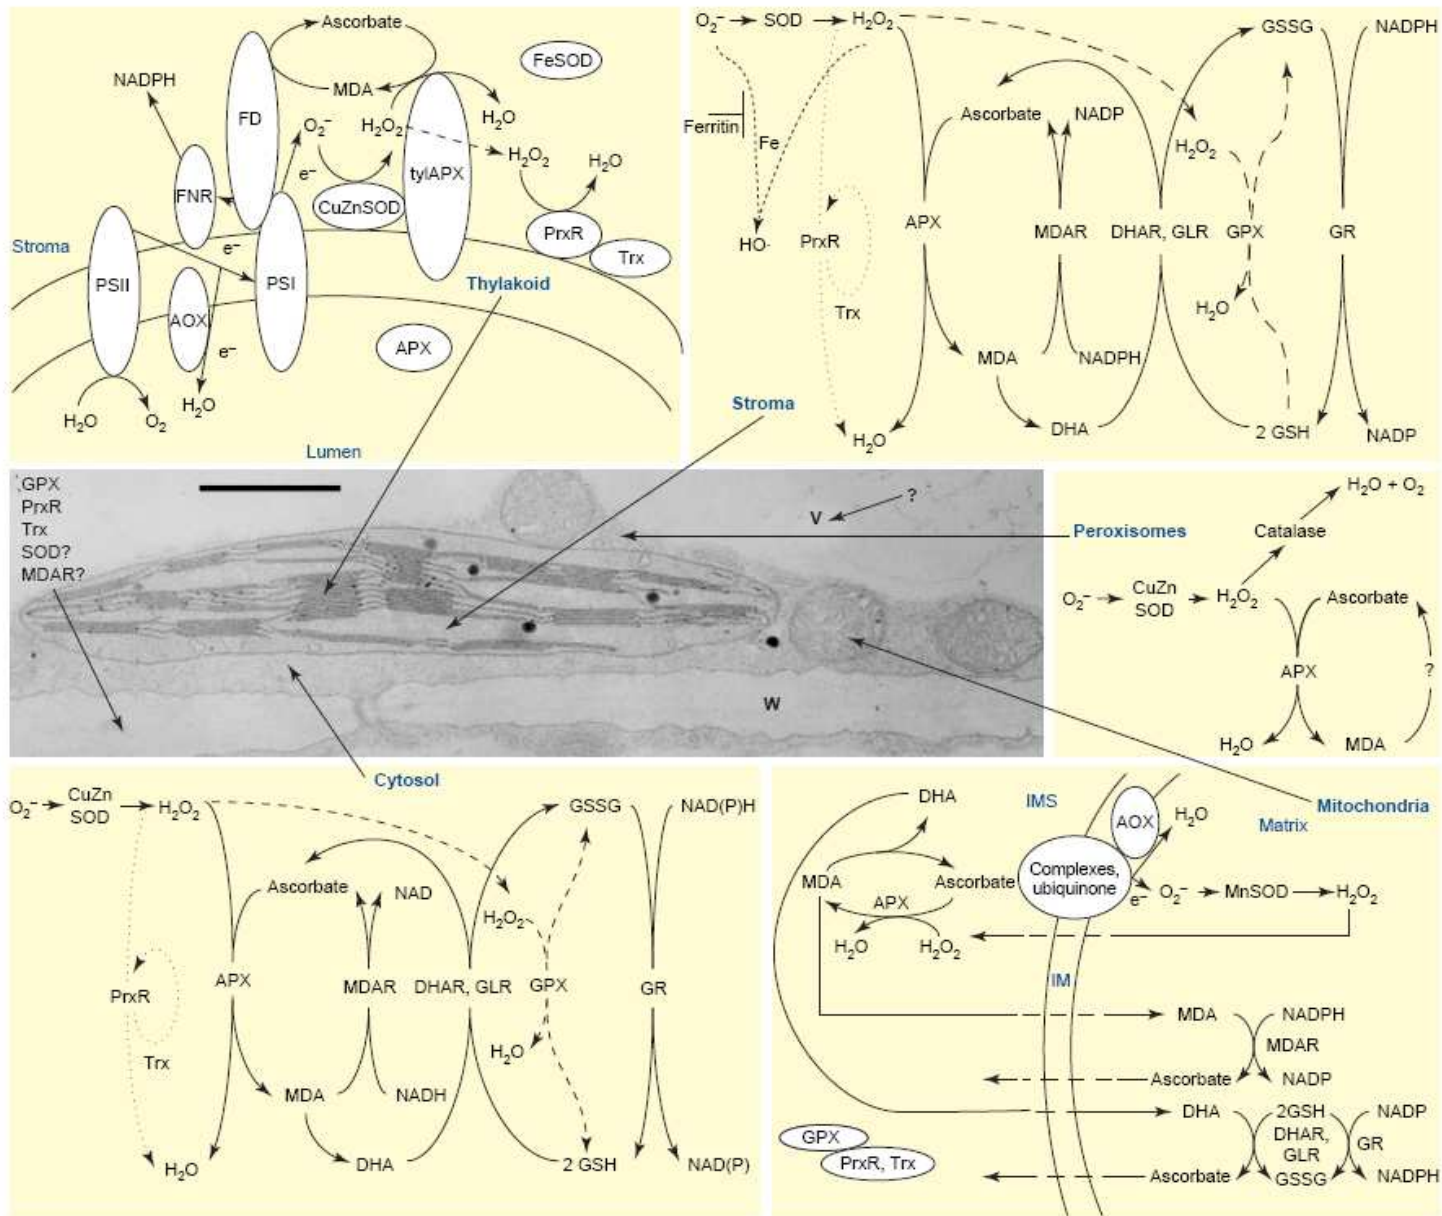 Ascorbate
FeSOD
NADPH
MDA
FD
O₂⁻
H₂O₂
H₂O
H₂O₂
H₂O
tylAPX
e⁻
FNR
CuZnSOD
PrxR
Trx
Stroma
e⁻
PSII
PSI
Thylakoid
AOX
APX
e⁻
H₂O
O₂
H₂O
Lumen
O₂⁻
SOD
H₂O₂
GSSG
NADPH
Ferritin
Fe
Ascorbate
NADP
H₂O₂
HO·
PrxR
APX
MDAR
DHAR, GLR
GPX
GR
H₂O
Trx
MDA
NADPH
Stroma
H₂O
DHA
2 GSH
NADP
GPX
PrxR
Trx
SOD?
MDAR?
V
?
W
Peroxisomes
H₂O + O₂
Catalase
O₂⁻
CuZn
SOD
H₂O₂
Ascorbate
APX
?
H₂O
MDA
Cytosol
O₂⁻
CuZn
SOD
H₂O₂
GSSG
NAD(P)H
Ascorbate
NAD
H₂O₂
PrxR
APX
MDAR
DHAR, GLR
GPX
GR
H₂O
Trx
MDA
NADH
H₂O
DHA
2 GSH
NAD(P)
Mitochondria
DHA
IMS
AOX
H₂O
Matrix
MDA
Ascorbate
Complexes,
ubiquinone
e⁻
O₂⁻
MnSOD
H₂O₂
APX
H₂O
H₂O₂
IM
MDA
NADPH
MDAR
Ascorbate
NADP
DHA
2GSH
NADP
DHAR,
GLR
GR
Ascorbate
GSSG
NADPH
GPX
PrxR, Trx